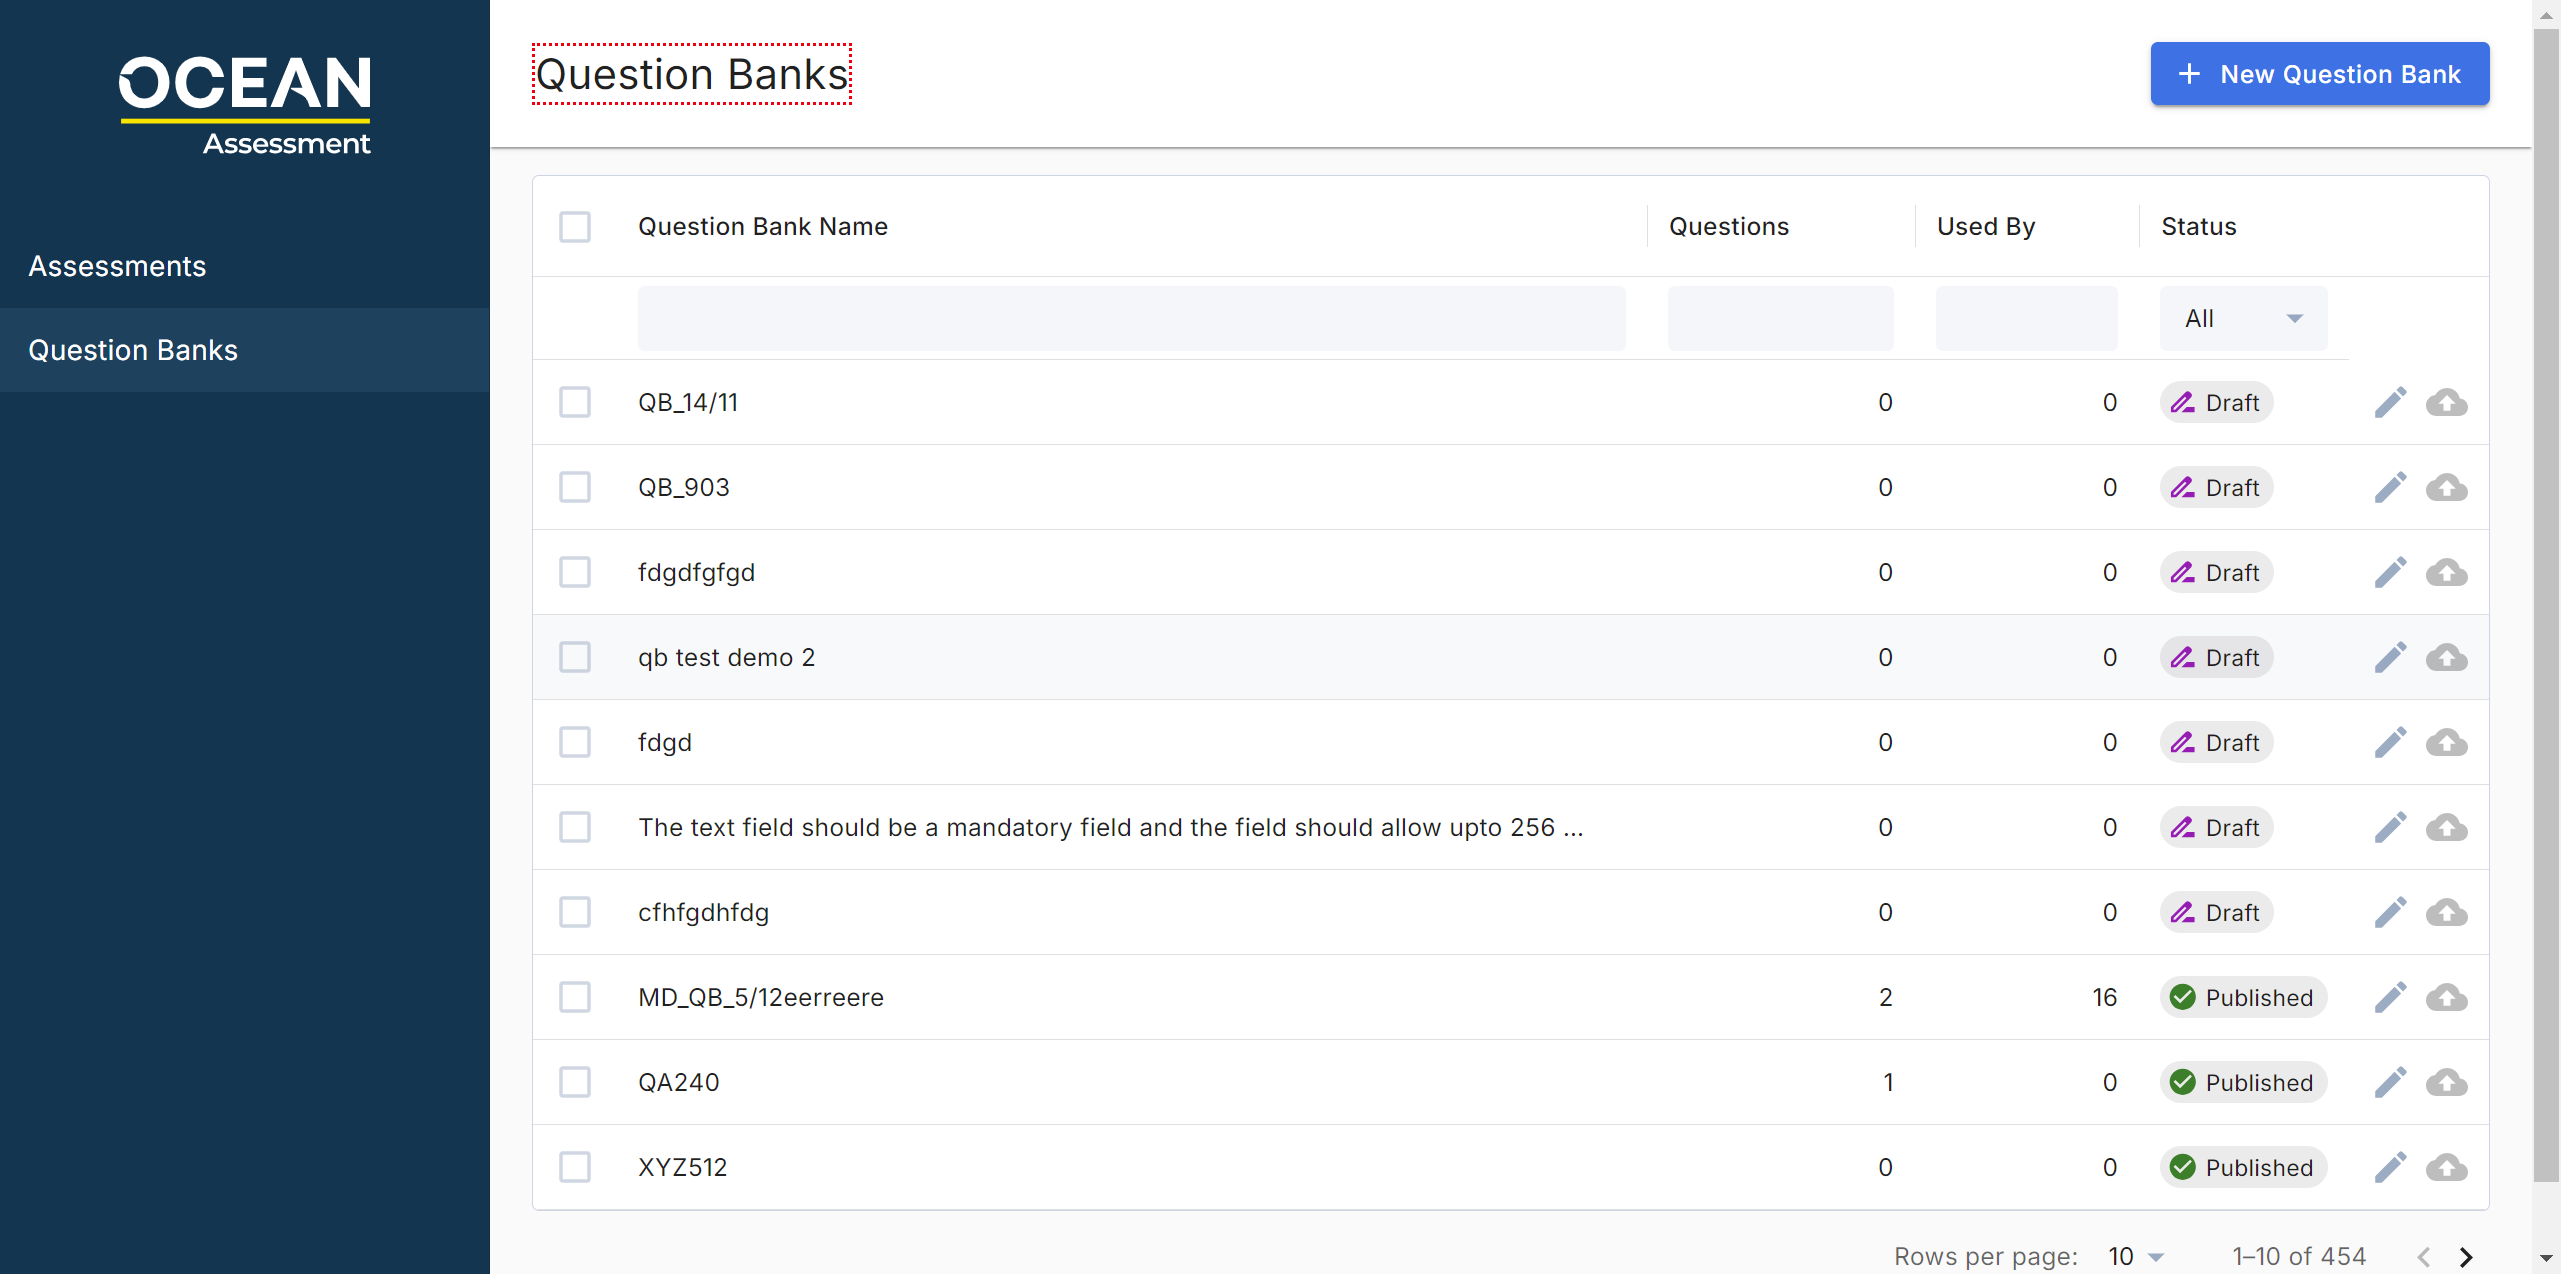 OCEAN
Assessment
Assessments
Question Banks
Question Banks
+ New Question Bank
Question Bank Name Questions Used By Status
All
QB_14/11 0 0 Draft
QB_903 0 0 Draft
fdgdfgfgd 0 0 Draft
qb test demo 2 0 0 Draft
fdgd 0 0 Draft
The text field should be a mandatory field and the field should allow upto 256 ... 0 0 Draft
cfhfgdhfdg 0 0 Draft
MD_QB_5/12eerreere 2 16 Published
QA240 1 0 Published
XYZ512 0 0 Published
Rows per page: 10 1–10 of 454